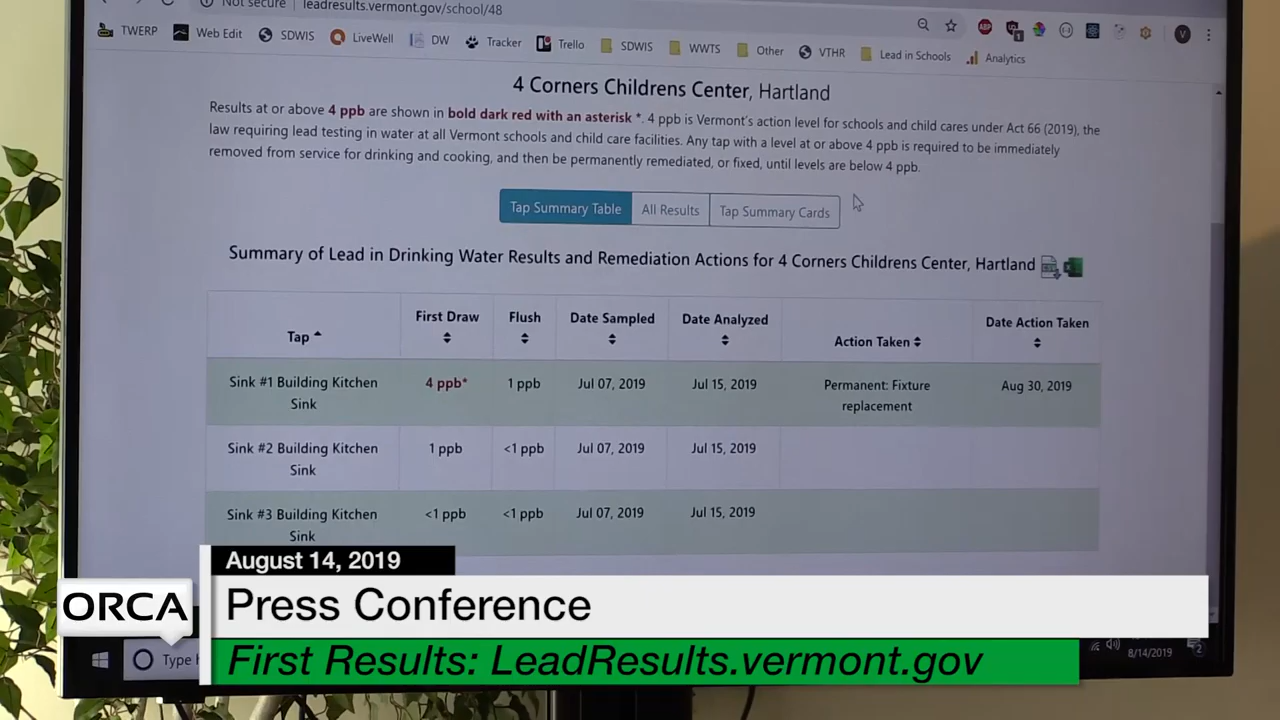 Not secure
leadresults.vermont.gov/school/48
TWERP Web Edit SDWIS LiveWell DW Tracker Trello SDWIS WWTS Other VTHR Lead in Schools Analytics
4 Corners Childrens Center, Hartland
Results at or above 4 ppb are shown in bold dark red with an asterisk *. 4 ppb is Vermont's action level for schools and child cares under Act 66 (2019), the
law requiring lead testing in water at all Vermont schools and child care facilities. Any tap with a level at or above 4 ppb is required to be immediately
removed from service for drinking and cooking, and then be permanently remediated, or fixed, until levels are below 4 ppb.
Tap Summary Table All Results Tap Summary Cards
Summary of Lead in Drinking Water Results and Remediation Actions for 4 Corners Childrens Center, Hartland
Tap First Draw Flush Date Sampled Date Analyzed Action Taken Date Action Taken
Sink #1 Building Kitchen Sink 4 ppb* 1 ppb Jul 07, 2019 Jul 15, 2019 Permanent: Fixture replacement Aug 30, 2019
Sink #2 Building Kitchen Sink 1 ppb <1 ppb Jul 07, 2019 Jul 15, 2019
Sink #3 Building Kitchen Sink <1 ppb <1 ppb Jul 07, 2019 Jul 15, 2019
August 14, 2019
ORCA
Press Conference
Type
First Results: LeadResults.vermont.gov
8/14/2019